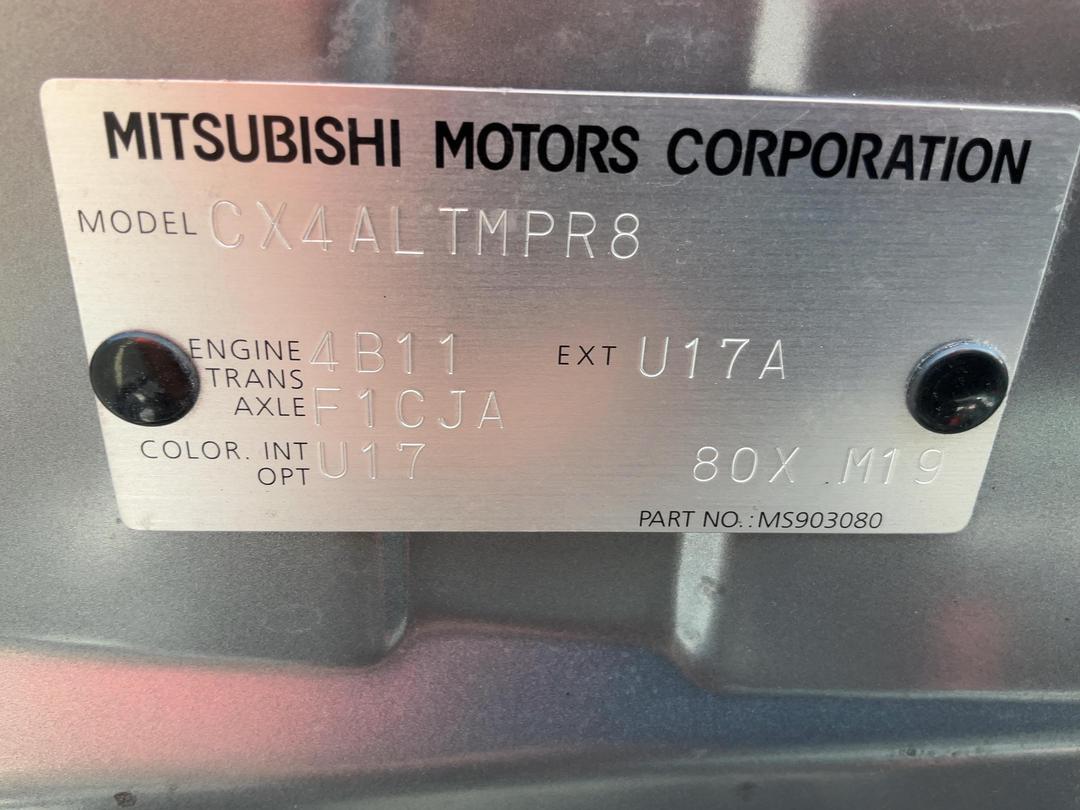 MITSUBISHI MOTORS CORPORATION
MODEL CX4ALTMPR8
ENGINE 4B11 EXT U17A
TRANS
AXLE F1CJA
COLOR. INT U17 80X M19
OPT
PART NO.: MS903080